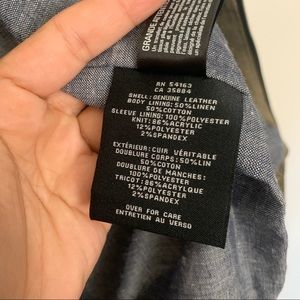 RN 54163
CA 35884
SHELL: GENUINE LEATHER
BODY LINING: 50%LINEN
50%COTTON
SLEEVE LINING: 100%POLYESTER
KNIT: 86%ACRYLIC
12%POLYESTER
2%SPANDEX
EXTÉRIEUR: CUIR VÉRITABLE
DOUBLURE CORPS: 50%LIN
50%COTON
DOUBLURE DE MANCHES:
100%POLYESTER
TRICOT: 86%ACRYLIQUE
12%POLYESTER
2%SPANDEX
OVER FOR CARE
ENTRETIEN AU VERSO